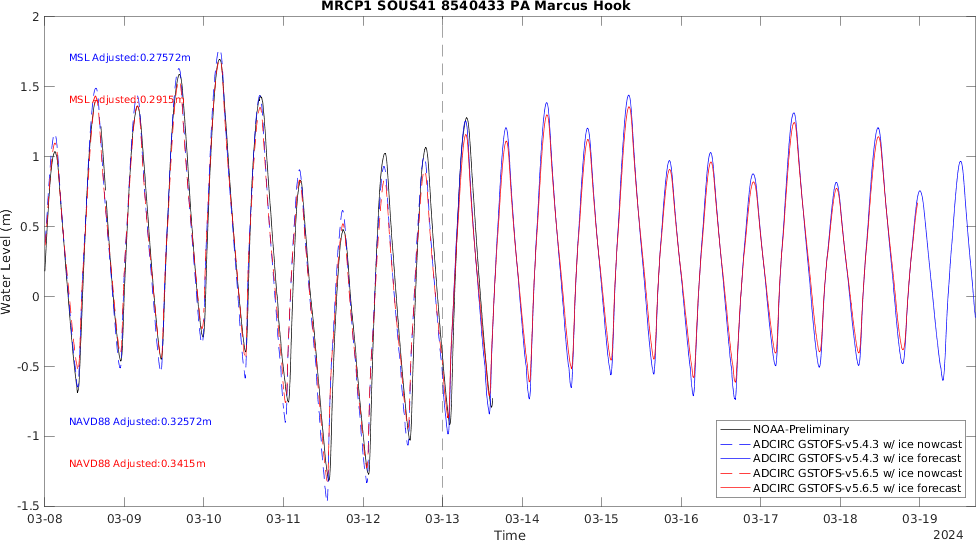 MRCP1 SOUS41 8540433 PA Marcus Hook
2
1.5
1
0.5
0
-0.5
-1
-1.5
Water Level (m)
MSL Adjusted:0.27572m
MSL Adjusted:0.2915m
NAVD88 Adjusted:0.32572m
NAVD88 Adjusted:0.3415m
NOAA-Preliminary
ADCIRC GSTOFS-v5.4.3 w/ ice nowcast
ADCIRC GSTOFS-v5.4.3 w/ ice forecast
ADCIRC GSTOFS-v5.6.5 w/ ice nowcast
ADCIRC GSTOFS-v5.6.5 w/ ice forecast
03-08 03-09 03-10 03-11 03-12 03-13 03-14 03-15 03-16 03-17 03-18 03-19
Time
2024